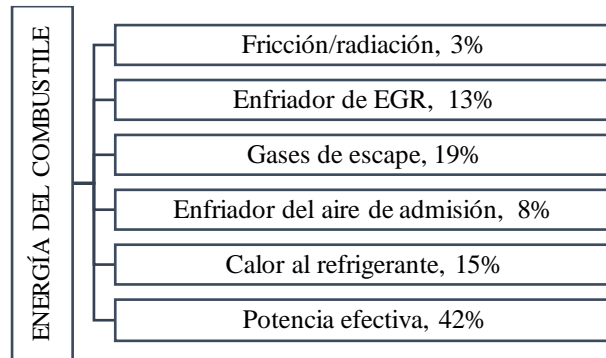 ENERGÍA DEL COMBUSTILE
Fricción/radiación, 3%
Enfriador de EGR, 13%
Gases de escape, 19%
Enfriador del aire de admisión, 8%
Calor al refrigerante, 15%
Potencia efectiva, 42%